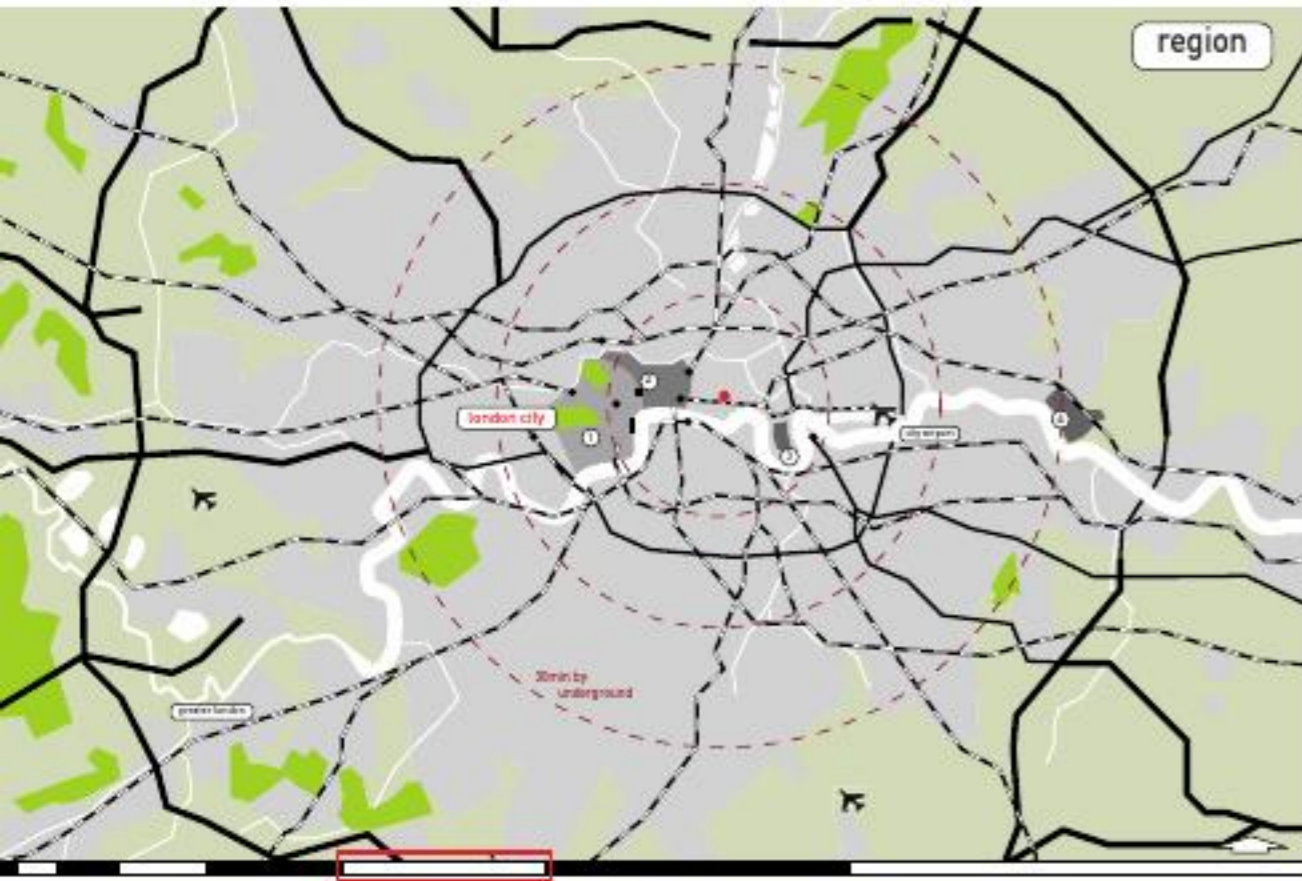 region
london city
city airport
30min by
underground
greater london